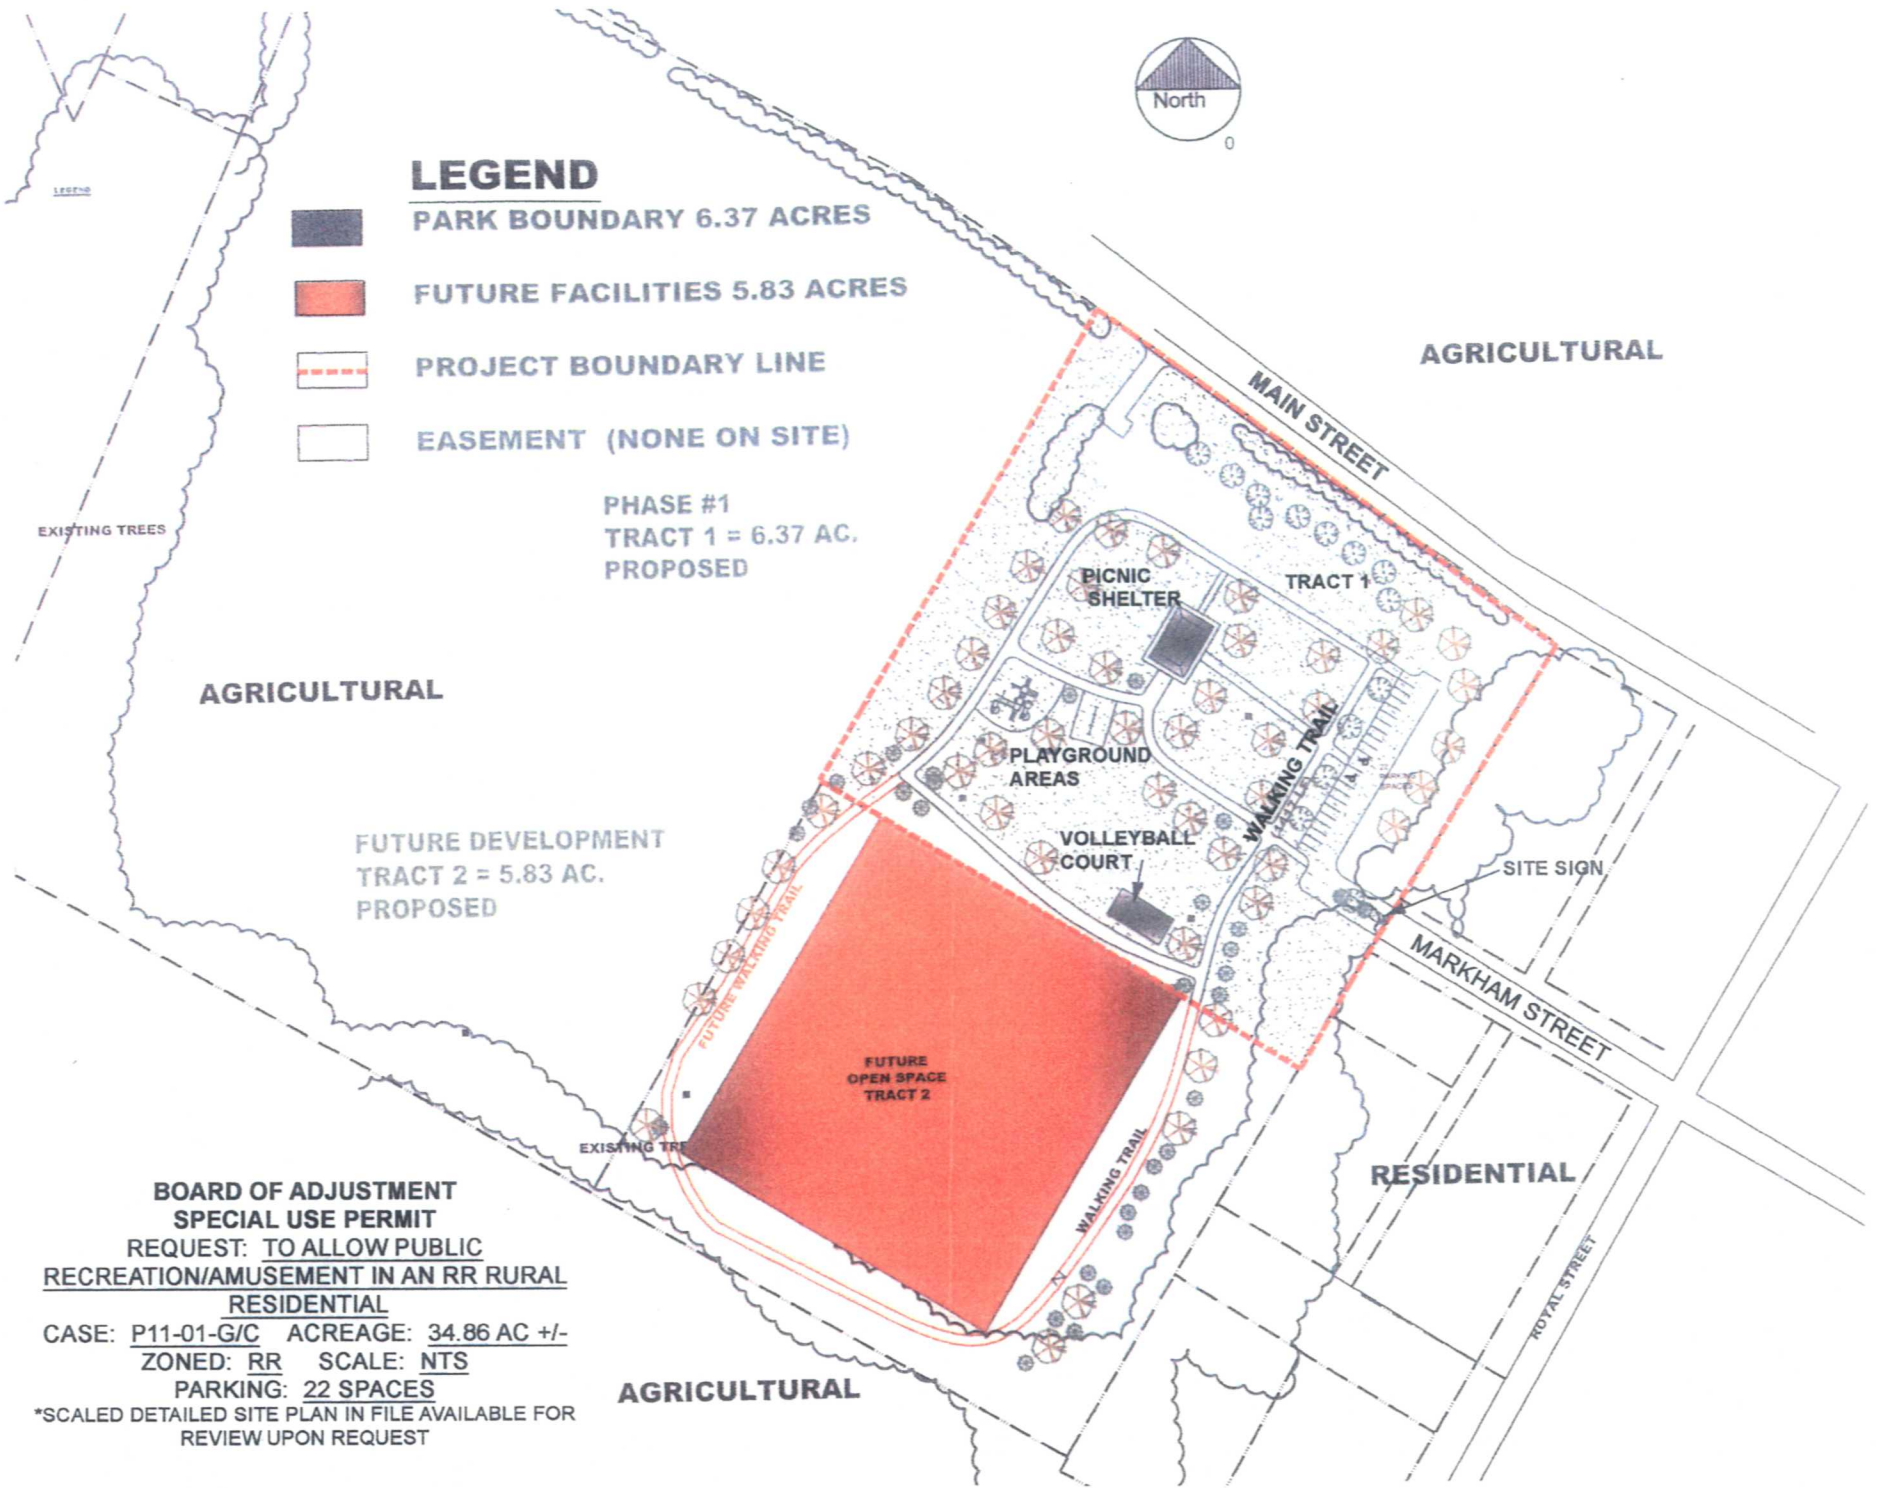 North
0
LEGEND
LEGEND
PARK BOUNDARY 6.37 ACRES
FUTURE FACILITIES 5.83 ACRES
PROJECT BOUNDARY LINE
EASEMENT (NONE ON SITE)
PHASE #1
TRACT 1 = 6.37 AC.
PROPOSED
AGRICULTURAL
MAIN STREET
EXISTING TREES
PICNIC
SHELTER
TRACT 1
AGRICULTURAL
WALKING TRAIL
PLAYGROUND
AREAS
PARKING
SPACES
VOLLEYBALL
COURT
SITE SIGN
FUTURE DEVELOPMENT
TRACT 2 = 5.83 AC.
PROPOSED
FUTURE WALKING TRAIL
MARKHAM STREET
FUTURE
OPEN SPACE
TRACT 2
EXISTING TRE
WALKING TRAIL
RESIDENTIAL
ROYAL STREET
BOARD OF ADJUSTMENT
SPECIAL USE PERMIT
REQUEST: TO ALLOW PUBLIC
RECREATION/AMUSEMENT IN AN RR RURAL
RESIDENTIAL
CASE: P11-01-G/C ACREAGE: 34.86 AC +/-
ZONED: RR SCALE: NTS
PARKING: 22 SPACES
*SCALED DETAILED SITE PLAN IN FILE AVAILABLE FOR
REVIEW UPON REQUEST
AGRICULTURAL